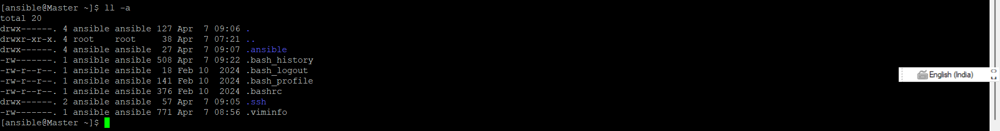 [ansible@Master ~]$ ll -a
total 20
drwx------. 4 ansible ansible 127 Apr  7 09:06 .
drwxr-xr-x. 4 root    root     38 Apr  7 07:21 ..
drwx------. 4 ansible ansible  27 Apr  7 09:07 .ansible
-rw-------. 1 ansible ansible 508 Apr  7 09:22 .bash_history
-rw-r--r--. 1 ansible ansible  18 Feb 10  2024 .bash_logout
-rw-r--r--. 1 ansible ansible 141 Feb 10  2024 .bash_profile
-rw-r--r--. 1 ansible ansible 376 Feb 10  2024 .bashrc
drwx------. 2 ansible ansible  57 Apr  7 09:05 .ssh
-rw-------. 1 ansible ansible 771 Apr  7 08:56 .viminfo
[ansible@Master ~]$
English (India)